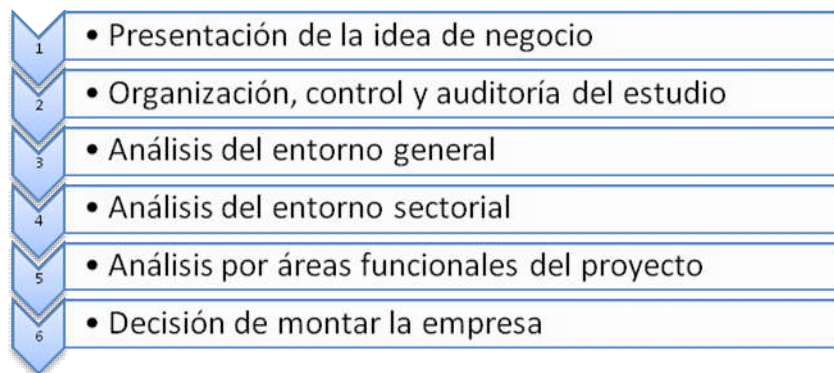 1 • Presentación de la idea de negocio
2 • Organización, control y auditoría del estudio
3 • Análisis del entorno general
4 • Análisis del entorno sectorial
5 • Análisis por áreas funcionales del proyecto
6 • Decisión de montar la empresa